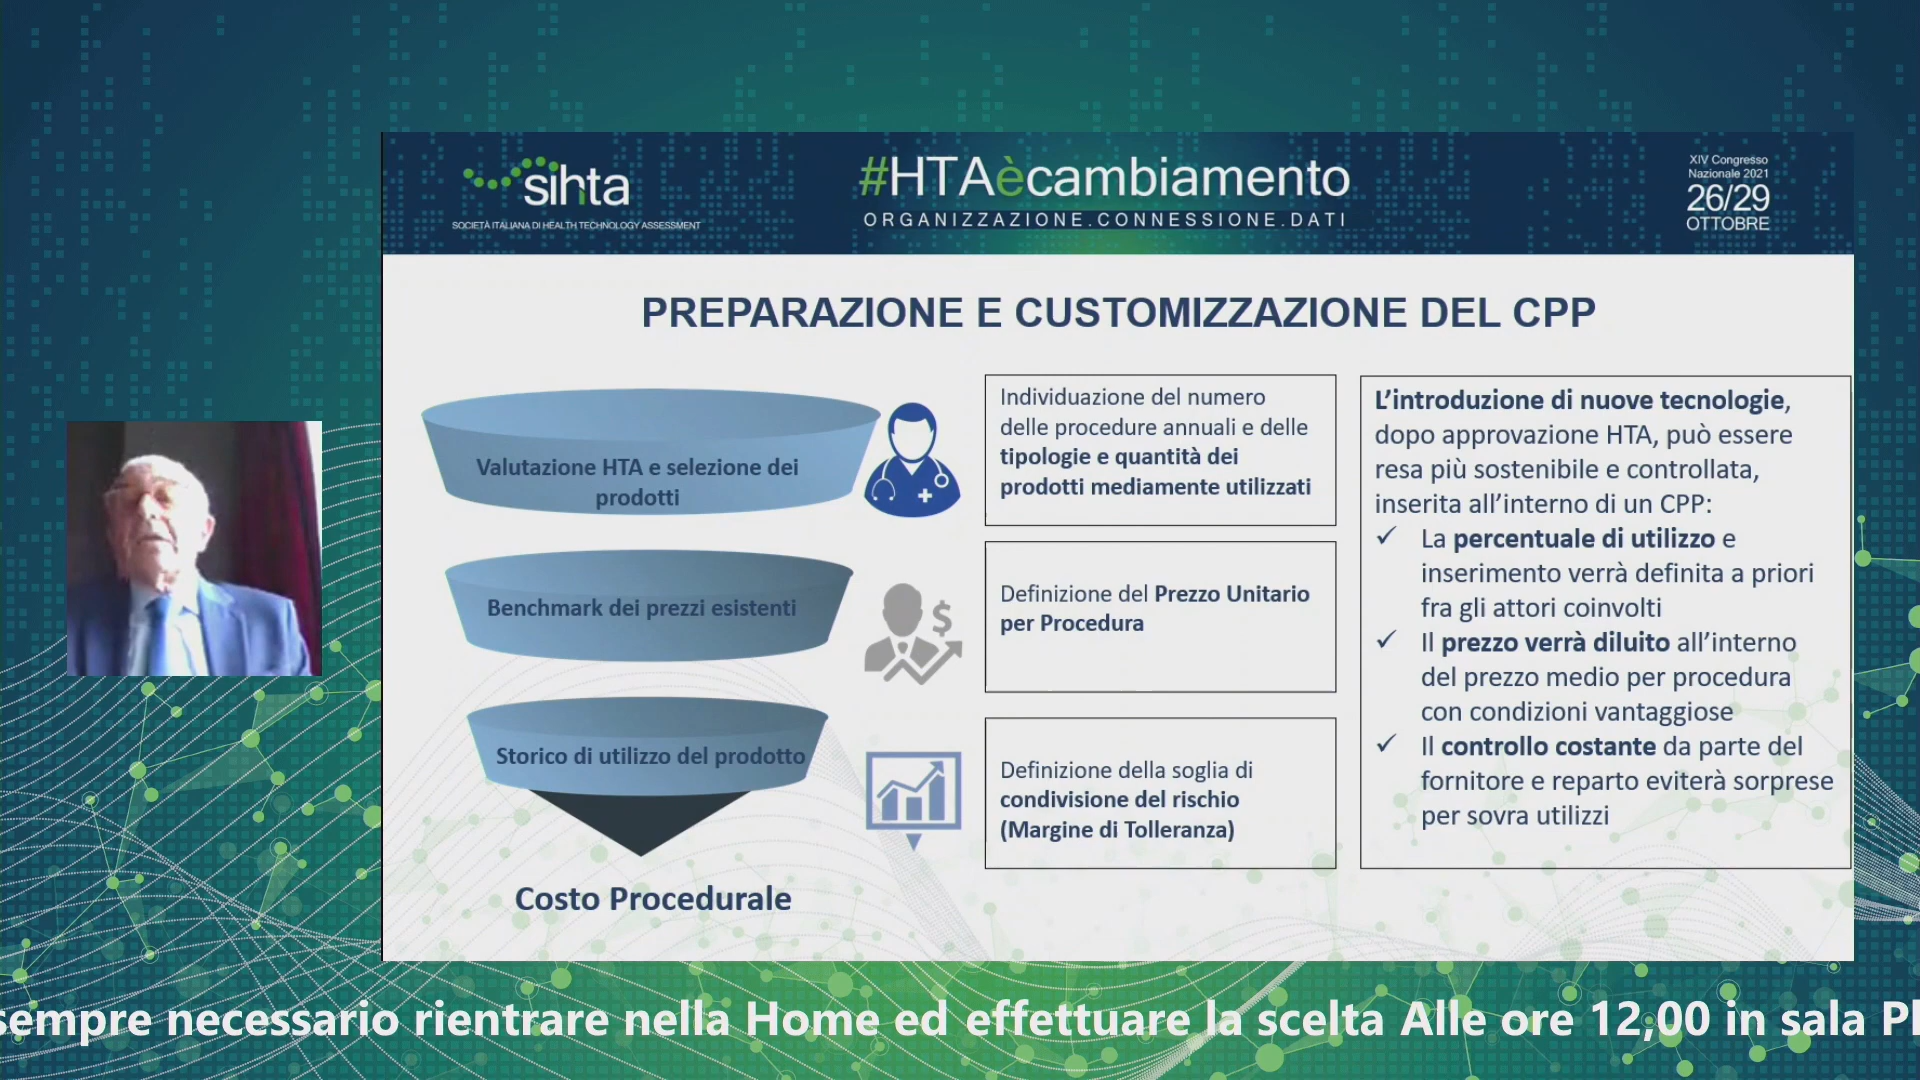 sihta
SOCIETÀ ITALIANA DI HEALTH TECHNOLOGY ASSESSMENT
#HTAècambiamento
ORGANIZZAZIONE.CONNESSIONE.DATI
XIV Congresso
Nazionale 2021
26/29
OTTOBRE
PREPARAZIONE E CUSTOMIZZAZIONE DEL CPP
Valutazione HTA e selezione dei
prodotti
Benchmark dei prezzi esistenti
Storico di utilizzo del prodotto
Costo Procedurale
Individuazione del numero
delle procedure annuali e delle
tipologie e quantità dei
prodotti mediamente utilizzati
$
Definizione del Prezzo Unitario
per Procedura
Definizione della soglia di
condivisione del rischio
(Margine di Tolleranza)
L’introduzione di nuove tecnologie,
dopo approvazione HTA, può essere
resa più sostenibile e controllata,
inserita all’interno di un CPP:
✓ La percentuale di utilizzo e
inserimento verrà definita a priori
fra gli attori coinvolti
✓ Il prezzo verrà diluito all’interno
del prezzo medio per procedura
con condizioni vantaggiose
✓ Il controllo costante da parte del
fornitore e reparto eviterà sorprese
per sovra utilizzi
sempre necessario rientrare nella Home ed effettuare la scelta Alle ore 12,00 in sala